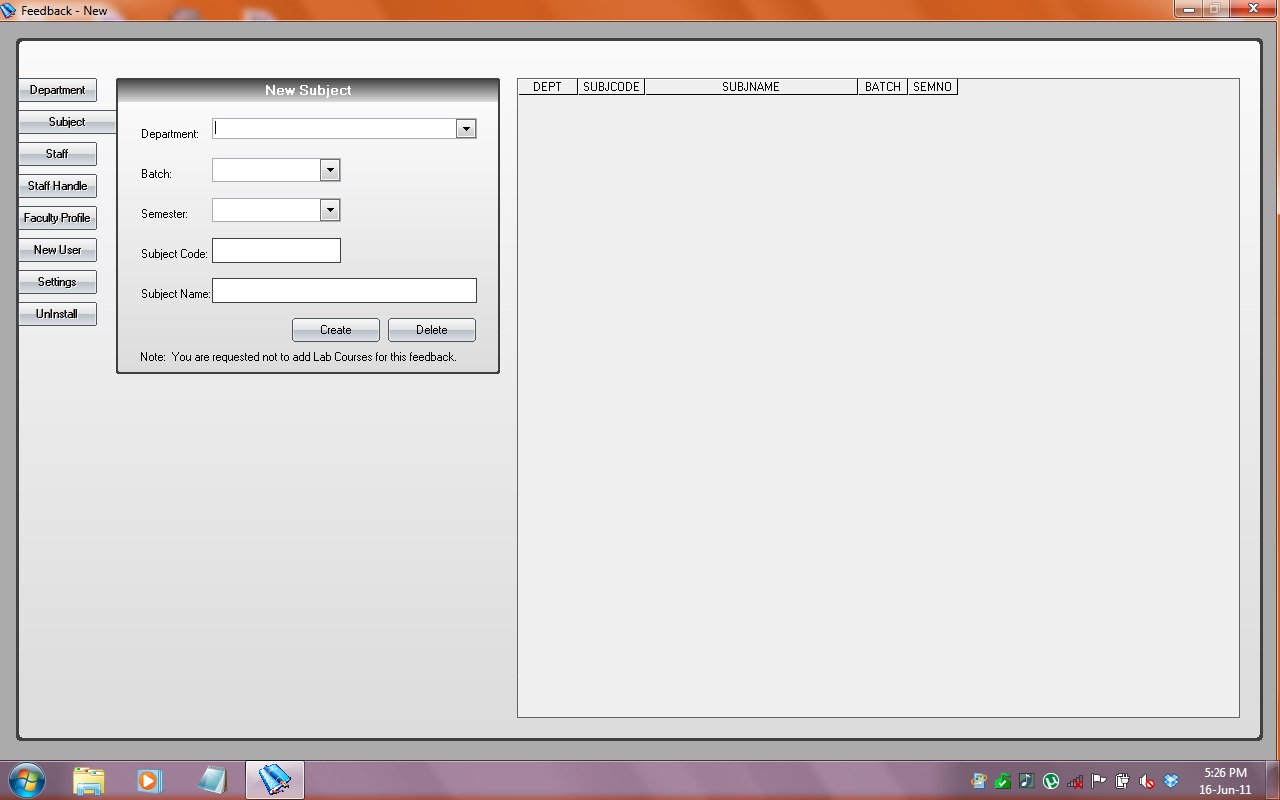 Feedback - New
Department
Subject
Staff
Staff Handle
Faculty Profile
New User
Settings
UnInstall
New Subject
Department:
Batch:
Semester:
Subject Code:
Subject Name:
Create Delete
Note: You are requested not to add Lab Courses for this feedback.
DEPT SUBJCODE SUBJNAME BATCH SEMNO
5:26 PM
16-Jun-11